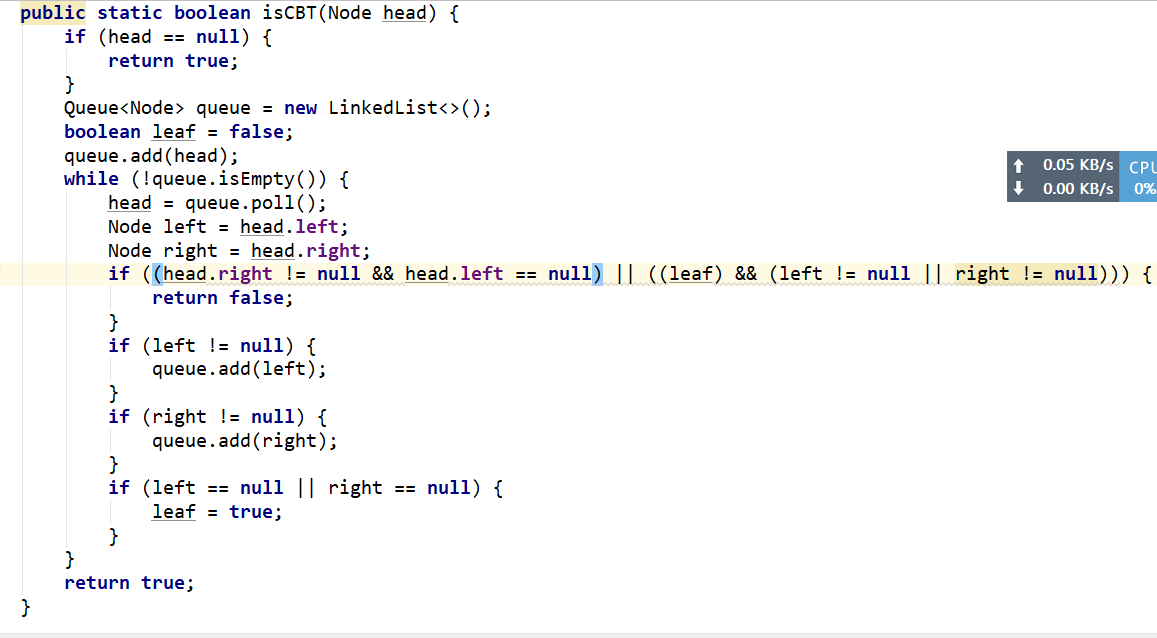 public static boolean isCBT(Node head) {
    if (head == null) {
        return true;
    }
    Queue<Node> queue = new LinkedList<>();
    boolean leaf = false;
    queue.add(head);
    while (!queue.isEmpty()) {
        head = queue.poll();
        Node left = head.left;
        Node right = head.right;
        if ((head.right != null && head.left == null) || ((leaf) && (left != null || right != null))) {
            return false;
        }
        if (left != null) {
            queue.add(left);
        }
        if (right != null) {
            queue.add(right);
        }
        if (left == null || right == null) {
            leaf = true;
        }
    }
    return true;
}
↑ 0.05 KB/s CPU
↓ 0.00 KB/s 0%